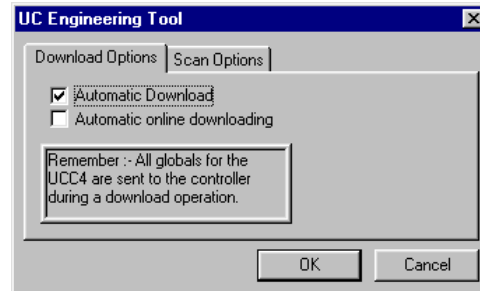 UC Engineering Tool
Download Options
Scan Options
Automatic Download
Automatic online downloading
Remember :- All globals for the
UCC4 are sent to the controller
during a download operation.
OK
Cancel